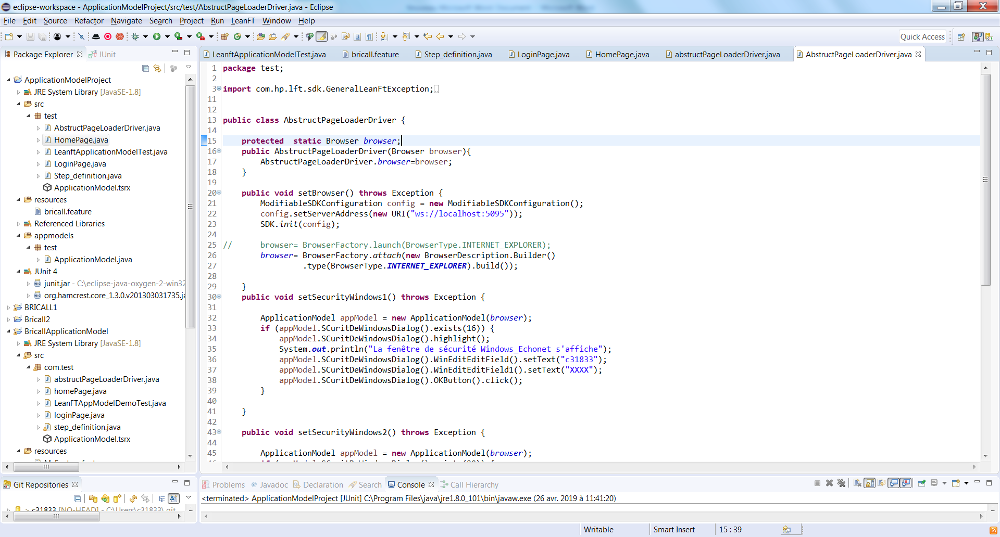 eclipse-workspace - ApplicationModelProject/src/test/AbstructPageLoaderDriver.java - Eclipse
File Edit Source Refactor Navigate Search Project Run LeanFT Window Help
Quick Access
Package Explorer JUnit
ApplicationModelProject
JRE System Library [JavaSE-1.8]
src
test
AbstructPageLoaderDriver.java
HomePage.java
LeanftApplicationModelTest.java
LoginPage.java
Step_definition.java
ApplicationModel.tsrx
resources
bricall.feature
Referenced Libraries
appmodels
test
ApplicationModel.java
JUnit 4
junit.jar - C:\eclipse-java-oxygen-2-win32
org.hamcrest.core_1.3.0.v201303031735.ja
BRICALL1
Bricall2
BricallApplicationModel
JRE System Library [JavaSE-1.8]
src
com.test
abstructPageLoaderDriver.java
homePage.java
LeanFTAppModelDemoTest.java
loginPage.java
step_definition.java
ApplicationModel.tsrx
resources
Git Repositories
> c31833 [NO-HEAD] - C:\Users\c31833\.git
LeanftApplicationModelTest.java bricall.feature Step_definition.java LoginPage.java HomePage.java abstructPageLoaderDriver.java AbstructPageLoaderDriver.java
1 package test;
2
3 import com.hp.lft.sdk.GeneralLeanFtException;
11
12
13 public class AbstructPageLoaderDriver {
14
15 protected  static Browser browser;
16 public AbstructPageLoaderDriver(Browser browser){
17 AbstructPageLoaderDriver.browser=browser;
18 }
19
20 public void setBrowser() throws Exception {
21 ModifiableSDKConfiguration config = new ModifiableSDKConfiguration();
22 config.setServerAddress(new URI("ws://localhost:5095"));
23 SDK.init(config);
24
25 // browser= BrowserFactory.launch(BrowserType.INTERNET_EXPLORER);
26 browser= BrowserFactory.attach(new BrowserDescription.Builder()
27 .type(BrowserType.INTERNET_EXPLORER).build());
28
29 }
30 public void setSecurityWindows1() throws Exception {
31
32 ApplicationModel appModel = new ApplicationModel(browser);
33 if (appModel.SCuritDeWindowsDialog().exists(16)) {
34 appModel.SCuritDeWindowsDialog().highlight();
35 System.out.println("La fenêtre de sécurité Windows_Echonet s'affiche");
36 appModel.SCuritDeWindowsDialog().WinEditEditField().setText("c31833");
37 appModel.SCuritDeWindowsDialog().WinEditEditField1().setText("XXXX");
38 appModel.SCuritDeWindowsDialog().OKButton().click();
39 }
40
41 }
42
43 public void setSecurityWindows2() throws Exception {
44
45 ApplicationModel appModel = new ApplicationModel(browser);
Problems Javadoc Declaration Search Console Call Hierarchy
<terminated> ApplicationModelProject [JUnit] C:\Program Files\java\jre1.8.0_101\bin\javaw.exe (26 avr. 2019 à 11:41:20)
Writable Smart Insert 15 : 39